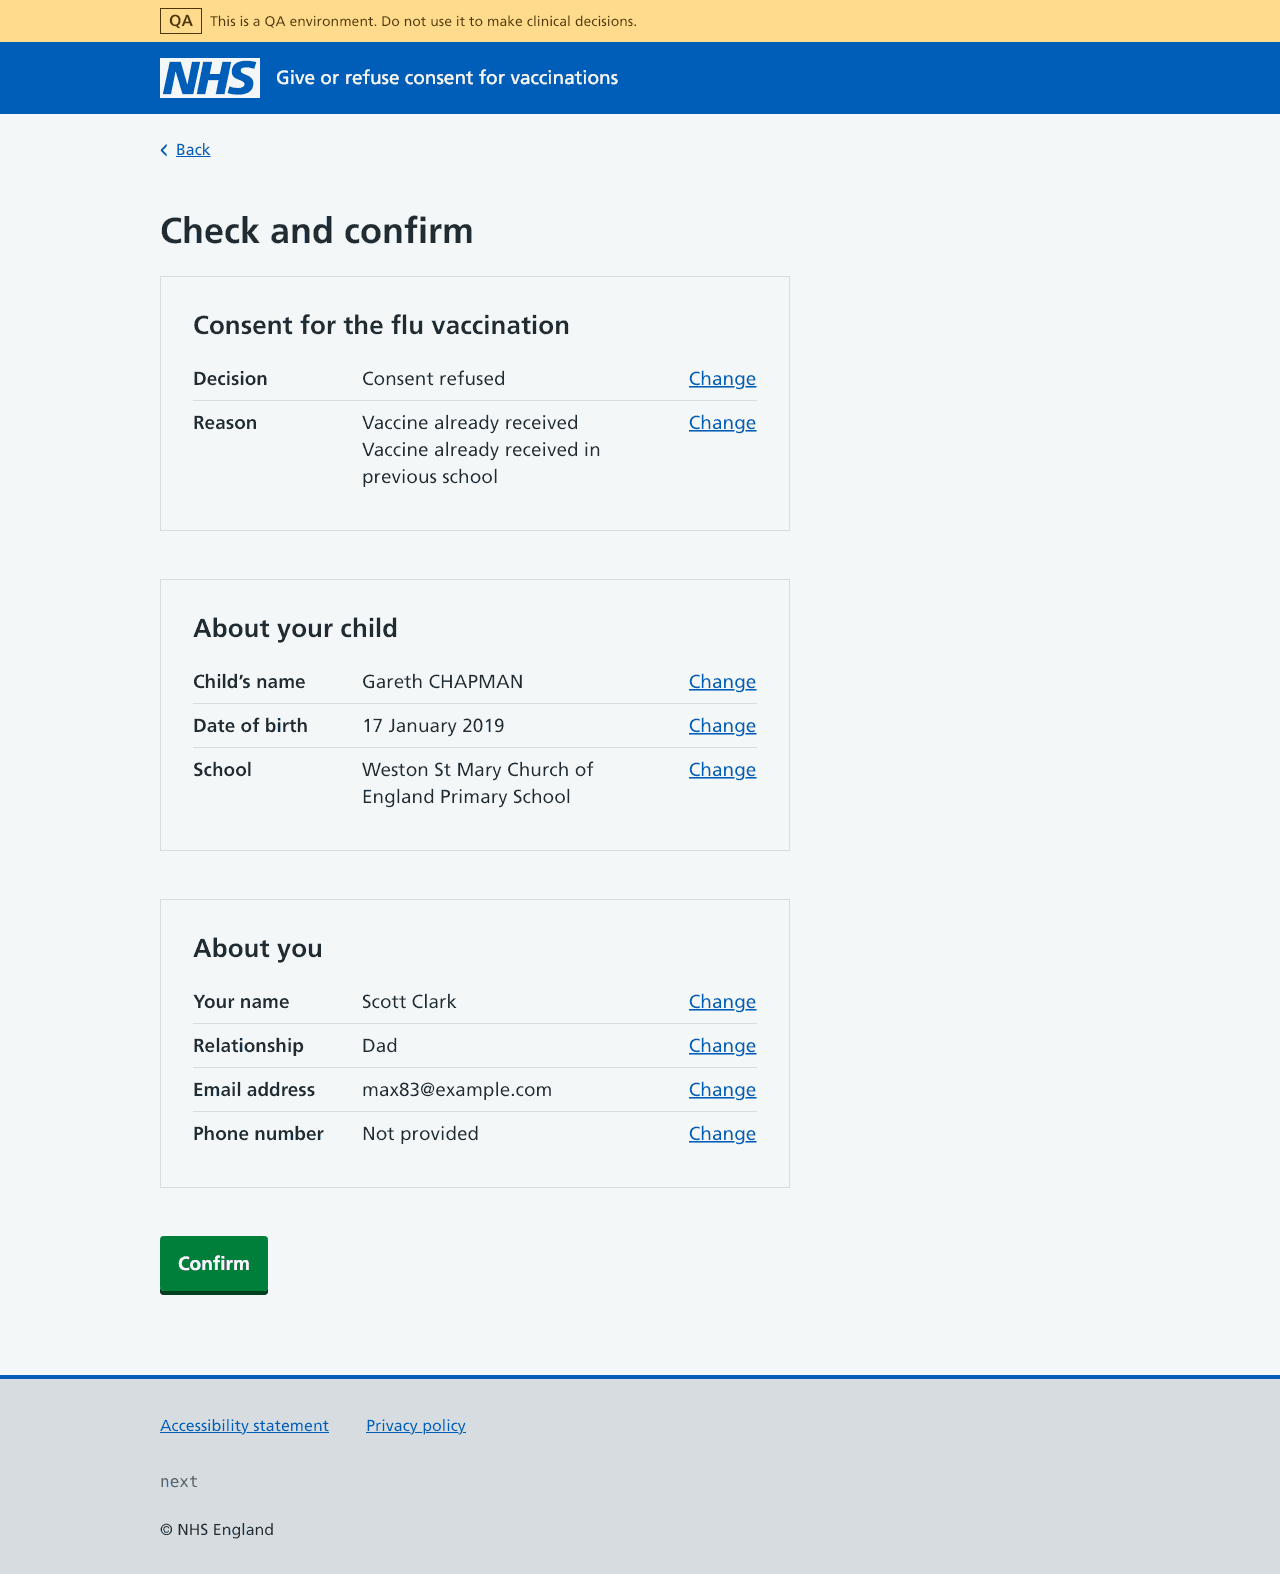 QA This is a QA environment. Do not use it to make clinical decisions.
NHS Give or refuse consent for vaccinations
Back
Check and confirm
Consent for the flu vaccination
Decision Consent refused Change
Reason Vaccine already received Change
Vaccine already received in
previous school
About your child
Child’s name Gareth CHAPMAN Change
Date of birth 17 January 2019 Change
School Weston St Mary Church of Change
England Primary School
About you
Your name Scott Clark Change
Relationship Dad Change
Email address max83@example.com Change
Phone number Not provided Change
Confirm
Accessibility statement Privacy policy
next
© NHS England